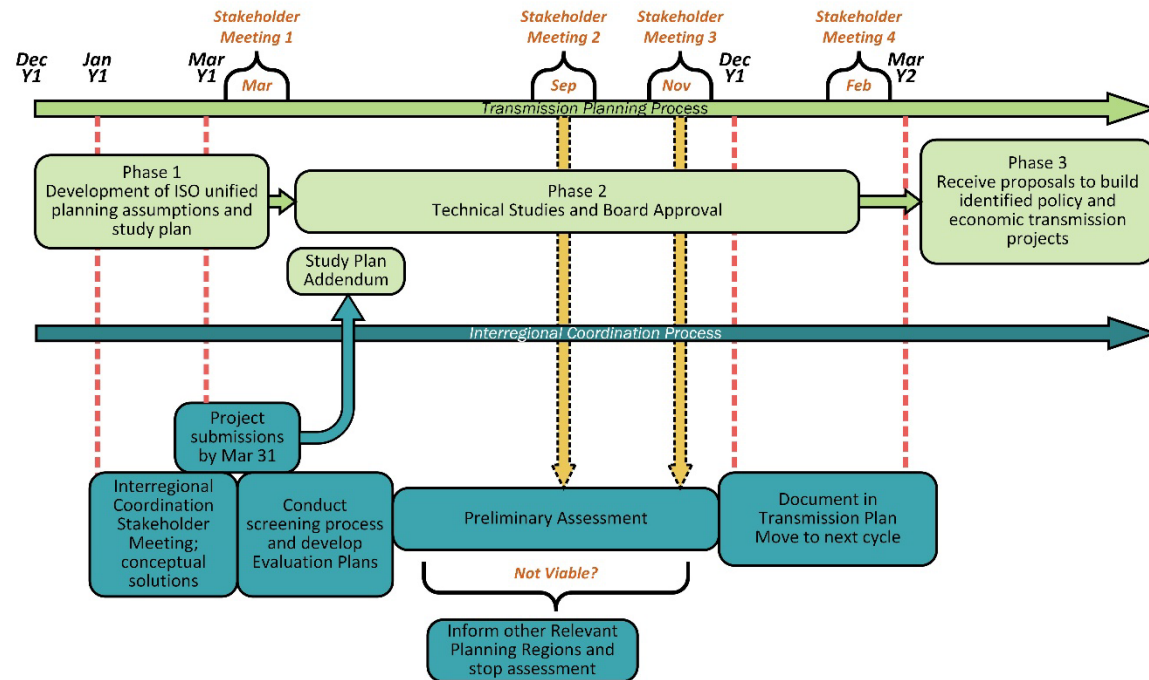 Stakeholder
Meeting 1
Stakeholder
Meeting 2
Stakeholder
Meeting 3
Stakeholder
Meeting 4
Dec
Y1
Jan
Y1
Mar
Y1
Mar
Sep
Nov
Dec
Y1
Feb
Mar
Y2
Transmission Planning Process
Phase 1
Development of ISO unified
planning assumptions and
study plan
Phase 2
Technical Studies and Board Approval
Phase 3
Receive proposals to build
identified policy and
economic transmission
projects
Study Plan
Addendum
Interregional Coordination Process
Project
submissions
by Mar 31
Interregional
Coordination
Stakeholder
Meeting;
conceptual
solutions
Conduct
screening process
and develop
Evaluation Plans
Preliminary Assessment
Document in
Transmission Plan
Move to next cycle
Not Viable?
Inform other Relevant
Planning Regions and
stop assessment